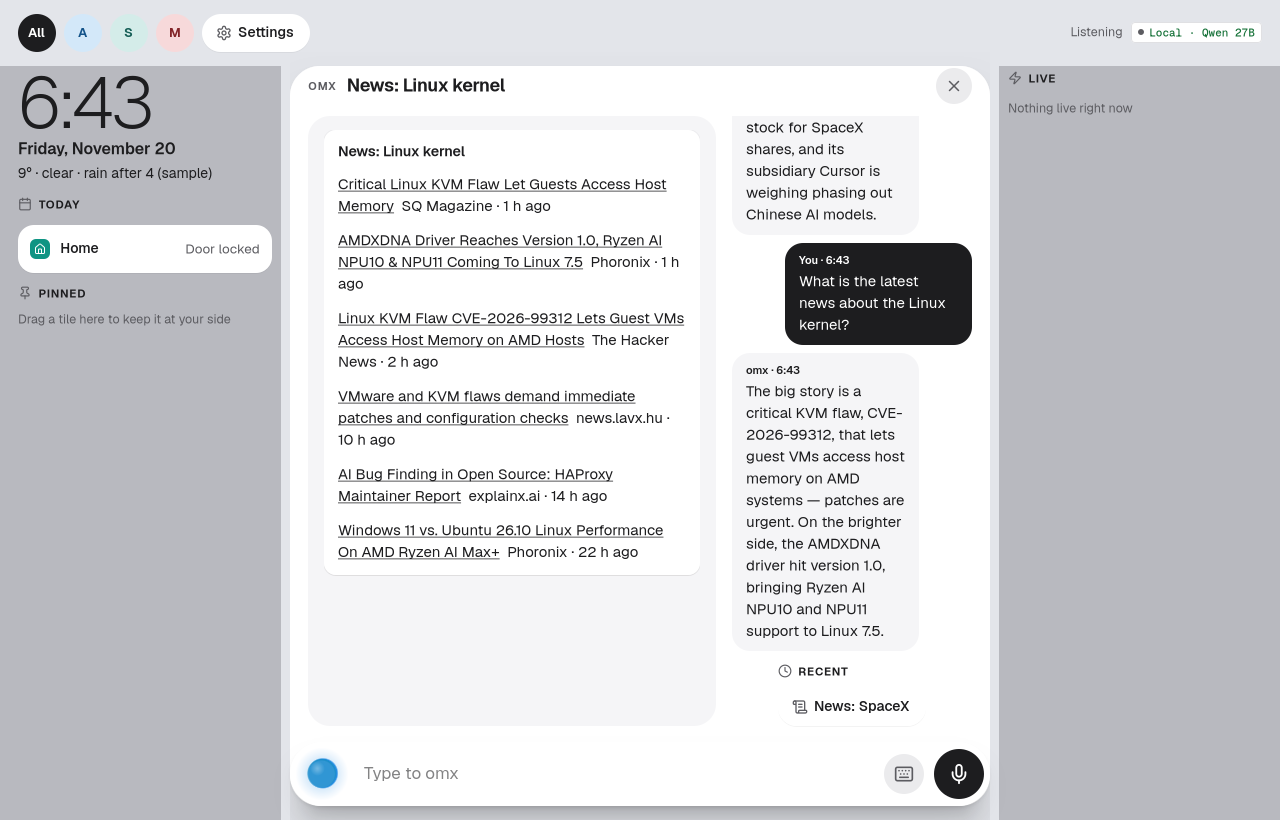 All
A
S
M
Settings
Listening
Local · Qwen 27B
6:43
Friday, November 20
9° · clear · rain after 4 (sample)
TODAY
Home
Door locked
PINNED
Drag a tile here to keep it at your side
OMX News: Linux kernel
News: Linux kernel
Critical Linux KVM Flaw Let Guests Access Host
Memory SQ Magazine · 1 h ago
AMDXDNA Driver Reaches Version 1.0, Ryzen AI
NPU10 & NPU11 Coming To Linux 7.5 Phoronix · 1 h
ago
Linux KVM Flaw CVE-2026-99312 Lets Guest VMs
Access Host Memory on AMD Hosts The Hacker
News · 2 h ago
VMware and KVM flaws demand immediate
patches and configuration checks news.lavx.hu ·
10 h ago
AI Bug Finding in Open Source: HAProxy
Maintainer Report explainx.ai · 14 h ago
Windows 11 vs. Ubuntu 26.10 Linux Performance
On AMD Ryzen AI Max+ Phoronix · 22 h ago
stock for SpaceX
shares, and its
subsidiary Cursor is
weighing phasing out
Chinese AI models.
You · 6:43
What is the latest
news about the Linux
kernel?
omx · 6:43
The big story is a
critical KVM flaw, CVE-
2026-99312, that lets
guest VMs access host
memory on AMD
systems — patches are
urgent. On the brighter
side, the AMDXDNA
driver hit version 1.0,
bringing Ryzen AI
NPU10 and NPU11
support to Linux 7.5.
RECENT
News: SpaceX
Type to omx
LIVE
Nothing live right now